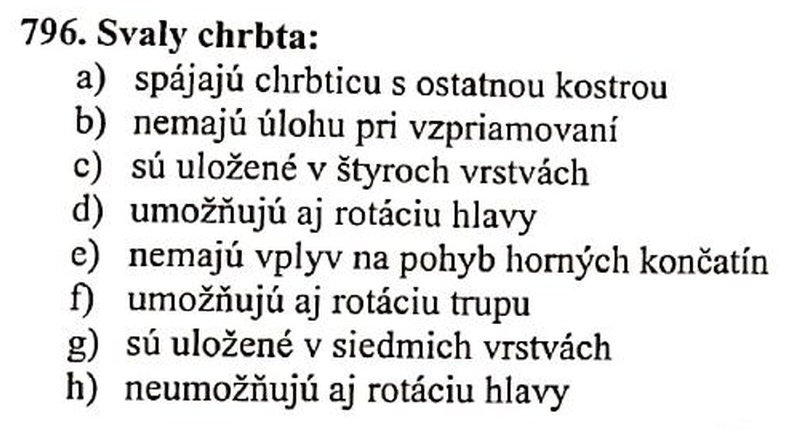 796. Svaly chrbta:
a) spájajú chrbticu s ostatnou kostrou
b) nemajú úlohu pri vzpriamovaní
c) sú uložené v štyroch vrstvách
d) umožňujú aj rotáciu hlavy
e) nemajú vplyv na pohyb horných končatín
f) umožňujú aj rotáciu trupu
g) sú uložené v siedmich vrstvách
h) neumožňujú aj rotáciu hlavy